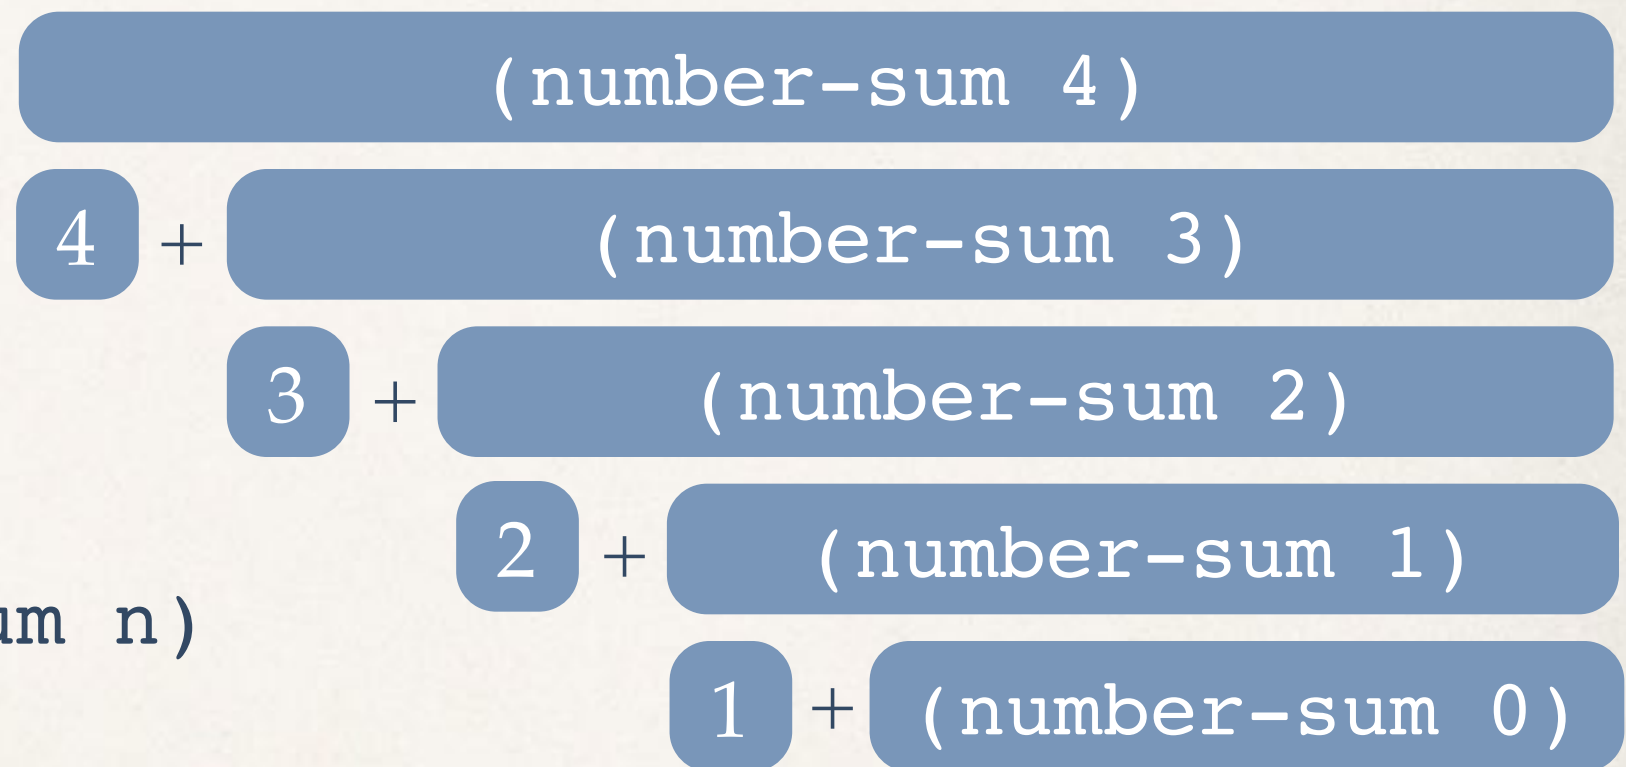 (number-sum 4)
4 + (number-sum 3)
3 + (number-sum 2)
2 + (number-sum 1)
n)
1 + (number-sum 0)